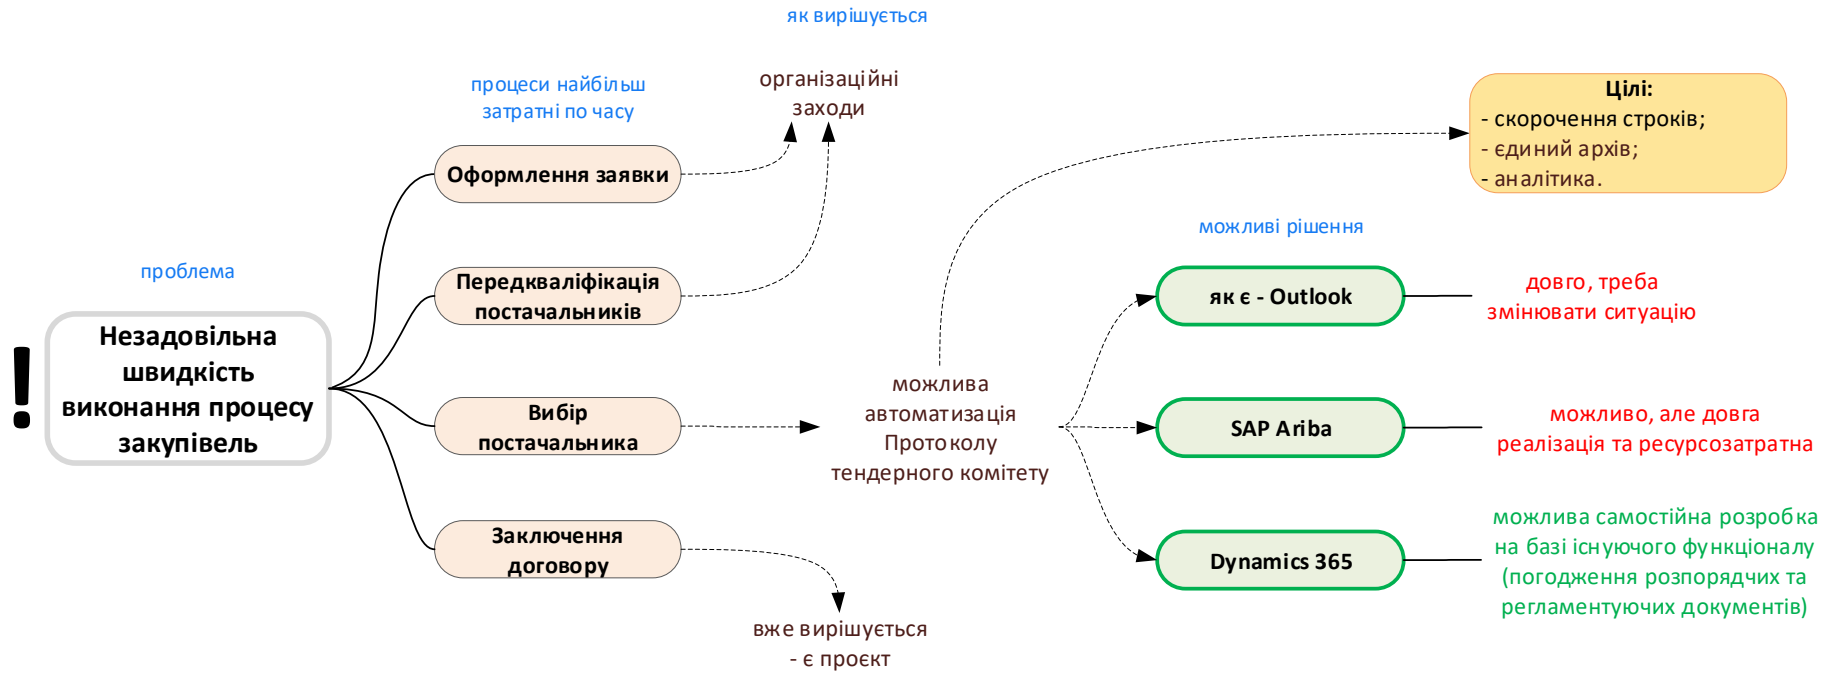 як вирішується
процеси найбільш
затратні по часу
організаційні
заходи
Цілі:
- скорочення строків;
- єдиний архів;
- аналітика.
Оформлення заявки
можливі рішення
проблема
Передкваліфікація
постачальників
як є - Outlook
довго, треба
змінювати ситуацію
!
Незадовільна
швидкість
виконання процесу
закупівель
Вибір
постачальника
можлива
автоматизація
Протоколу
тендерного комітету
SAP Ariba
можливо, але довга
реалізація та ресурсозатратна
Заключення
договору
Dynamics 365
можлива самостійна розробка
на базі існуючого функціоналу
(погодження розпорядчих та
регламентуючих документів)
вже вирішується
- є проєкт